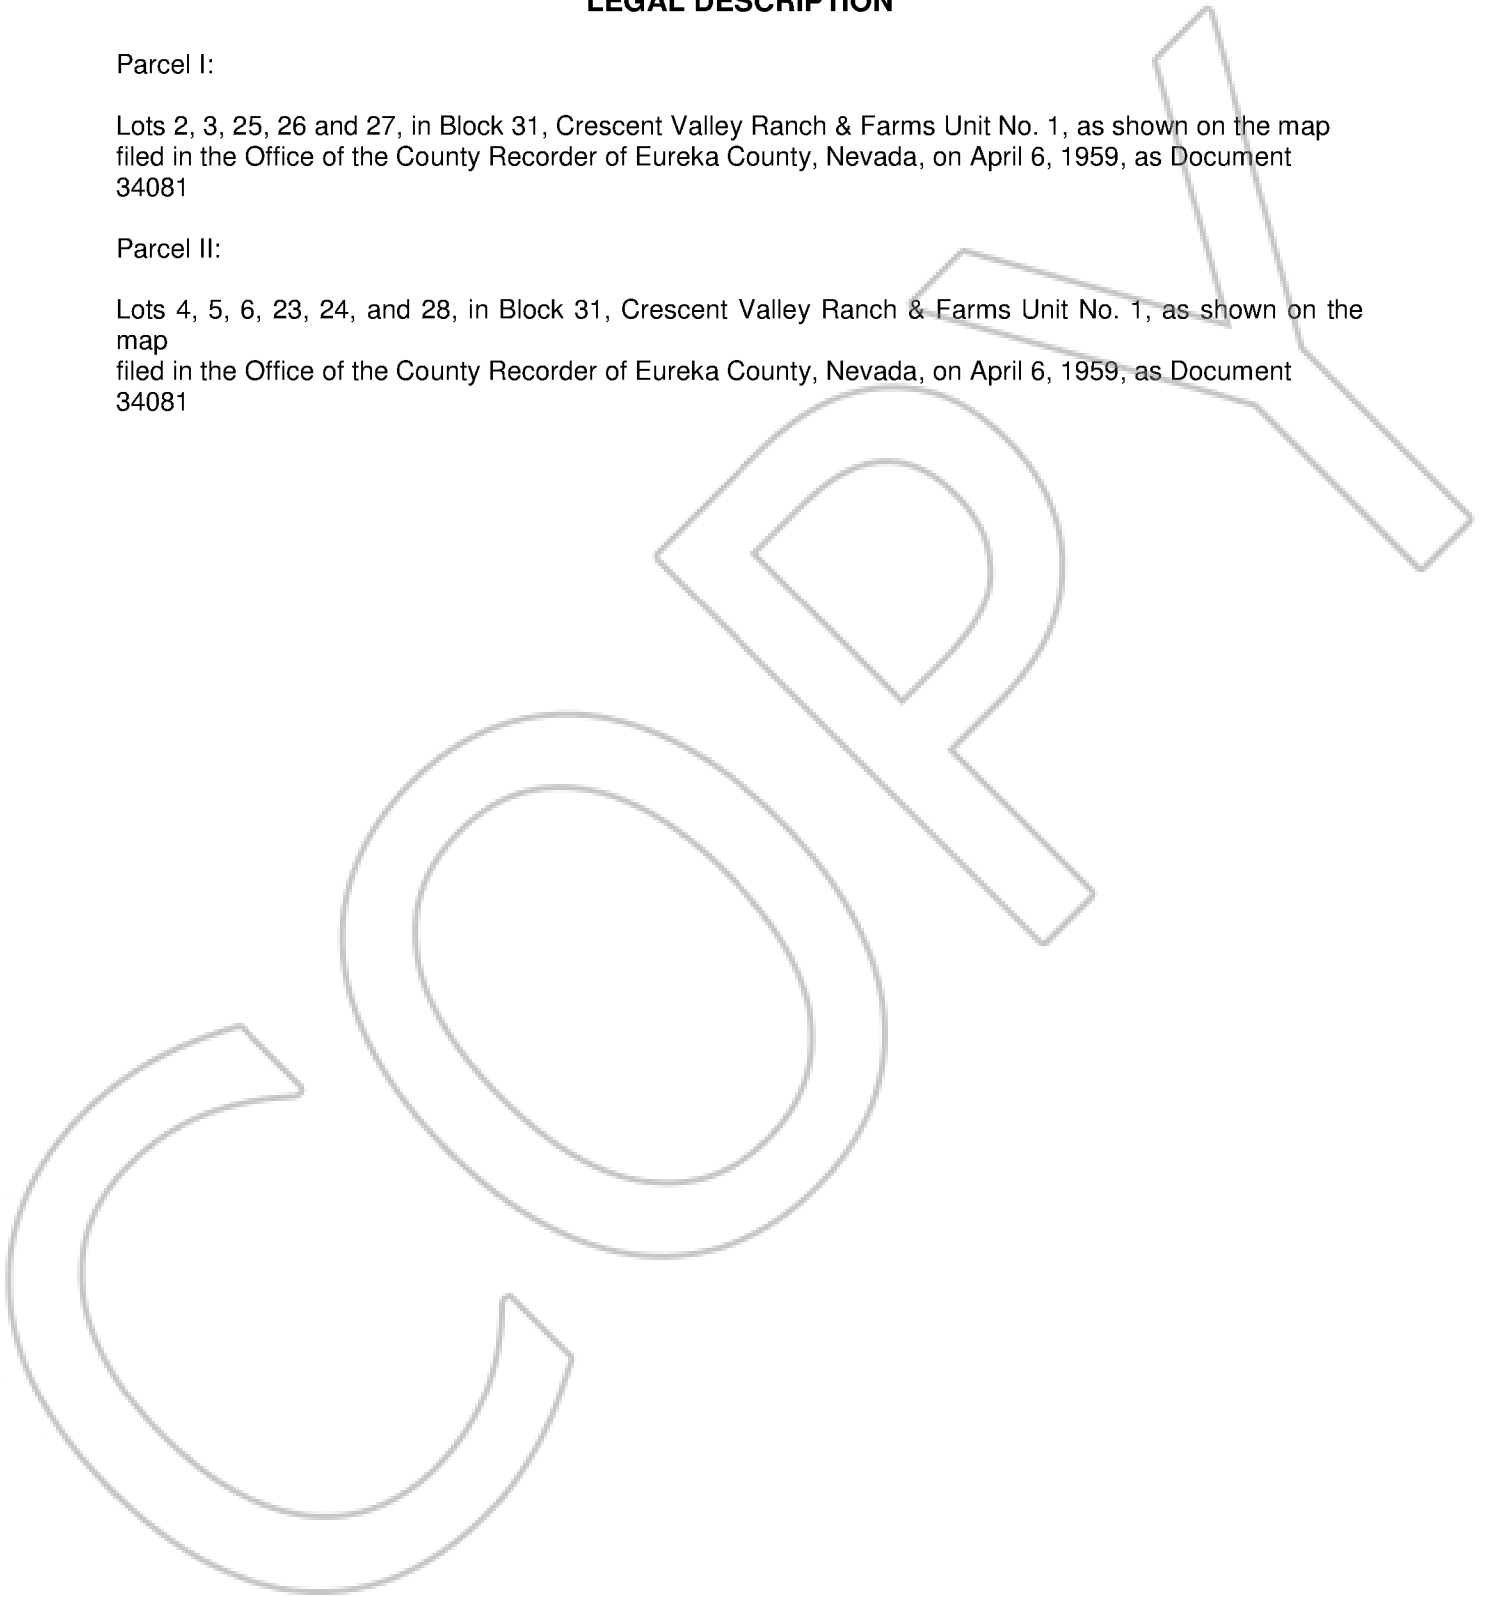 LEGAL DESCRIPTION
Parcel I:
Lots 2, 3, 25, 26 and 27, in Block 31, Crescent Valley Ranch & Farms Unit No. 1, as shown on the map
filed in the Office of the County Recorder of Eureka County, Nevada, on April 6, 1959, as Document
34081
Parcel II:
Lots 4, 5, 6, 23, 24, and 28, in Block 31, Crescent Valley Ranch & Farms Unit No. 1, as shown on the
map
filed in the Office of the County Recorder of Eureka County, Nevada, on April 6, 1959, as Document
34081
COPY